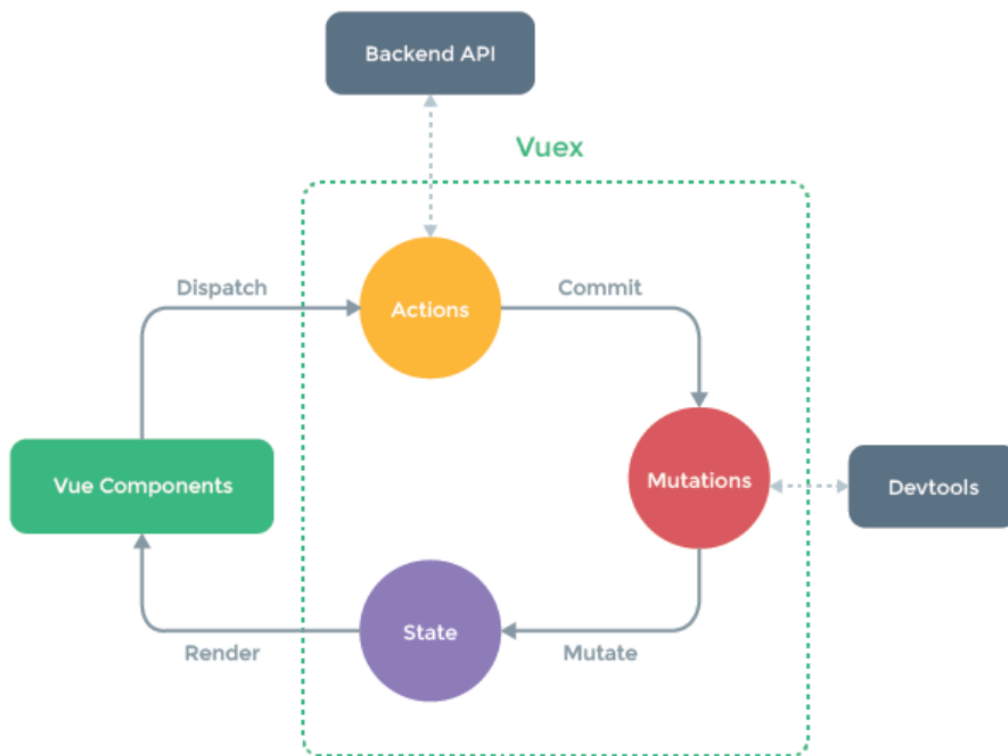 Backend API
Vuex
Dispatch
Commit
Actions
Vue Components
Mutations
Devtools
State
Render
Mutate